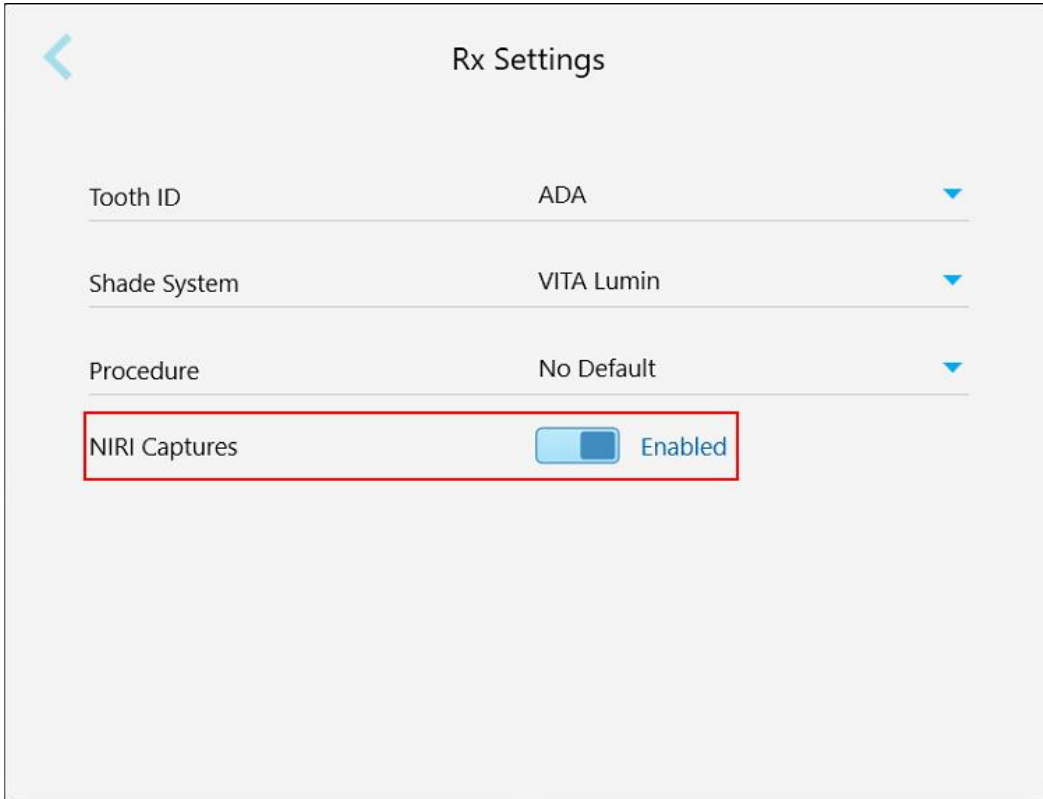 Rx Settings
Tooth ID ADA
Shade System VITA Lumin
Procedure No Default
NIRI Captures Enabled